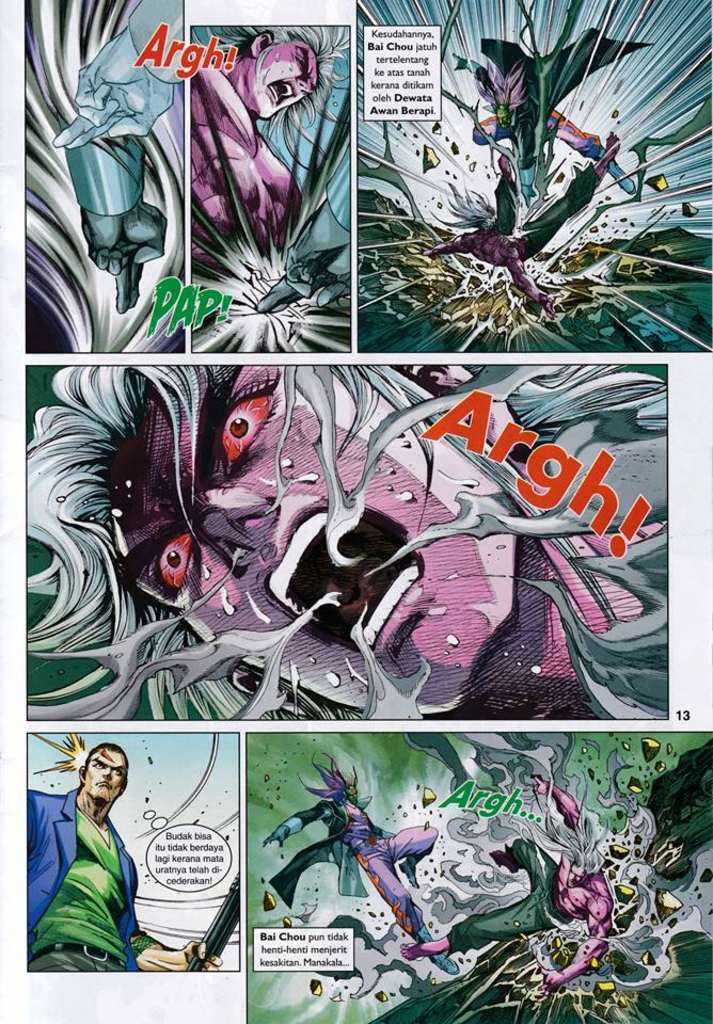 Argh!
PAP!
Kesudahannya,
Bai Chou jatuh
tertelentang
ke atas tanah
kerana ditikam
oleh Dewata
Awan Berapi.
Argh!
13
Budak bisa
itu tidak berdaya
lagi kerana mata
uratnya telah di-
cederakan!
Argh...
Bai Chou pun tidak
henti-henti menjerit
kesakitan. Manakala...